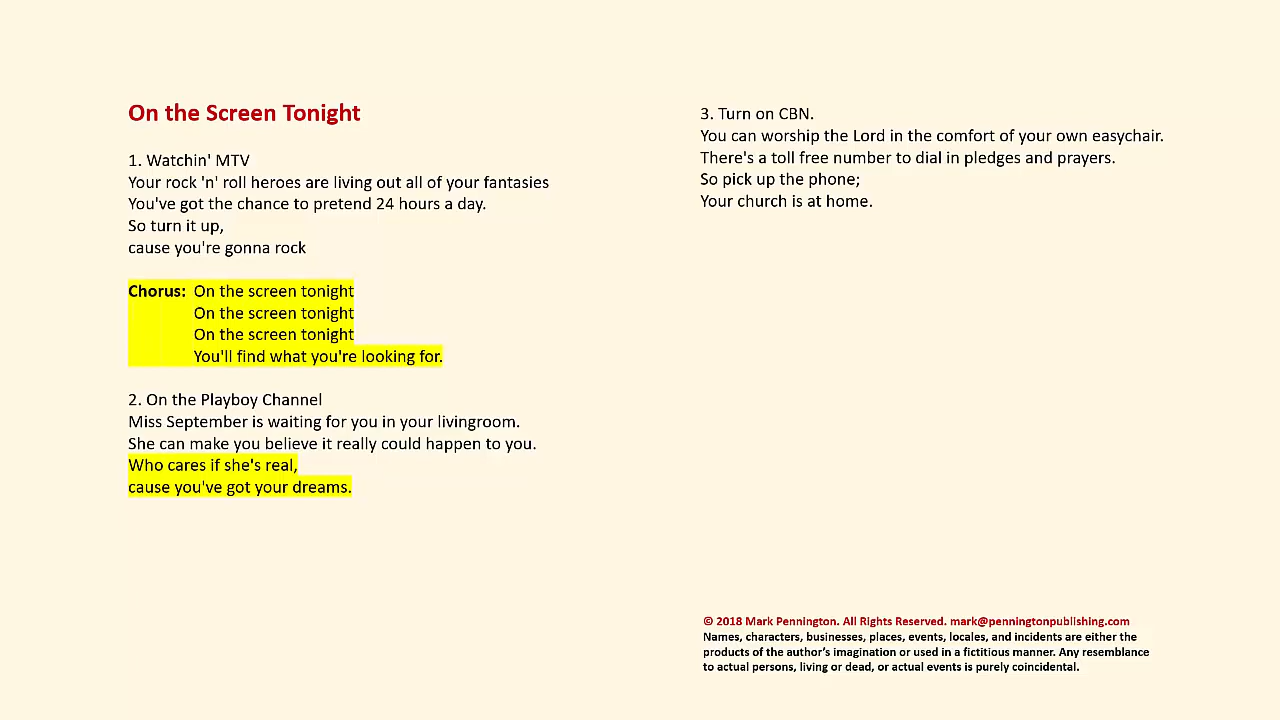 On the Screen Tonight
1. Watchin' MTV
Your rock 'n' roll heroes are living out all of your fantasies
You've got the chance to pretend 24 hours a day.
So turn it up,
cause you're gonna rock
Chorus: On the screen tonight
On the screen tonight
On the screen tonight
You'll find what you're looking for.
2. On the Playboy Channel
Miss September is waiting for you in your livingroom.
She can make you believe it really could happen to you.
Who cares if she's real,
cause you've got your dreams.
3. Turn on CBN.
You can worship the Lord in the comfort of your own easychair.
There's a toll free number to dial in pledges and prayers.
So pick up the phone;
Your church is at home.
© 2018 Mark Pennington. All Rights Reserved. mark@penningtonpublishing.com
Names, characters, businesses, places, events, locales, and incidents are either the
products of the author’s imagination or used in a fictitious manner. Any resemblance
to actual persons, living or dead, or actual events is purely coincidental.